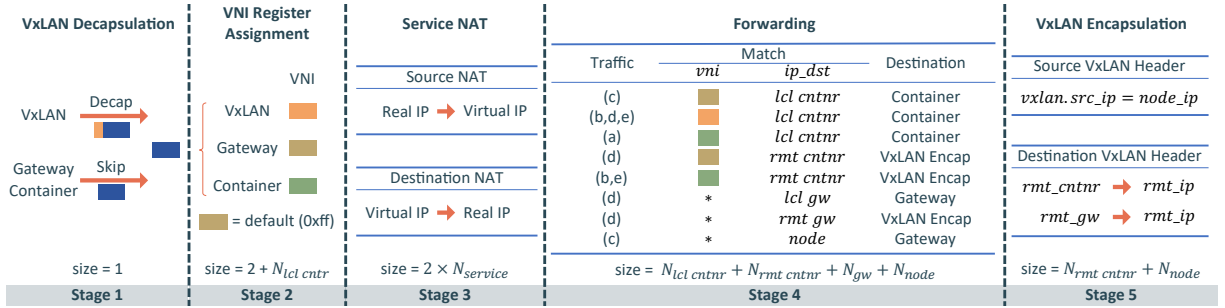 VxLAN Decapsulation
VxLAN
Decap
Gateway
Container
Skip
size = 1
Stage 1
VNI Register
Assignment
VNI
VxLAN
Gateway
Container
= default (0xff)
size = 2 + N_lcl cntr
Stage 2
Service NAT
Source NAT
Real IP Virtual IP
Destination NAT
Virtual IP Real IP
size = 2 × N_service
Stage 3
Forwarding
Traffic Match Destination
vni ip_dst
(c) lcl cntnr Container
(b,d,e) lcl cntnr Container
(a) lcl cntnr Container
(d) rmt cntnr VxLAN Encap
(b,e) rmt cntnr VxLAN Encap
(d) * lcl gw Gateway
(d) * rmt gw VxLAN Encap
(c) * node Gateway
size = N_lcl cntnr + N_rmt cntnr + N_gw + N_node
Stage 4
VxLAN Encapsulation
Source VxLAN Header
vxlan.src_ip = node_ip
Destination VxLAN Header
rmt_cntnr rmt_ip
rmt_gw rmt_ip
size = N_rmt cntnr + N_node
Stage 5